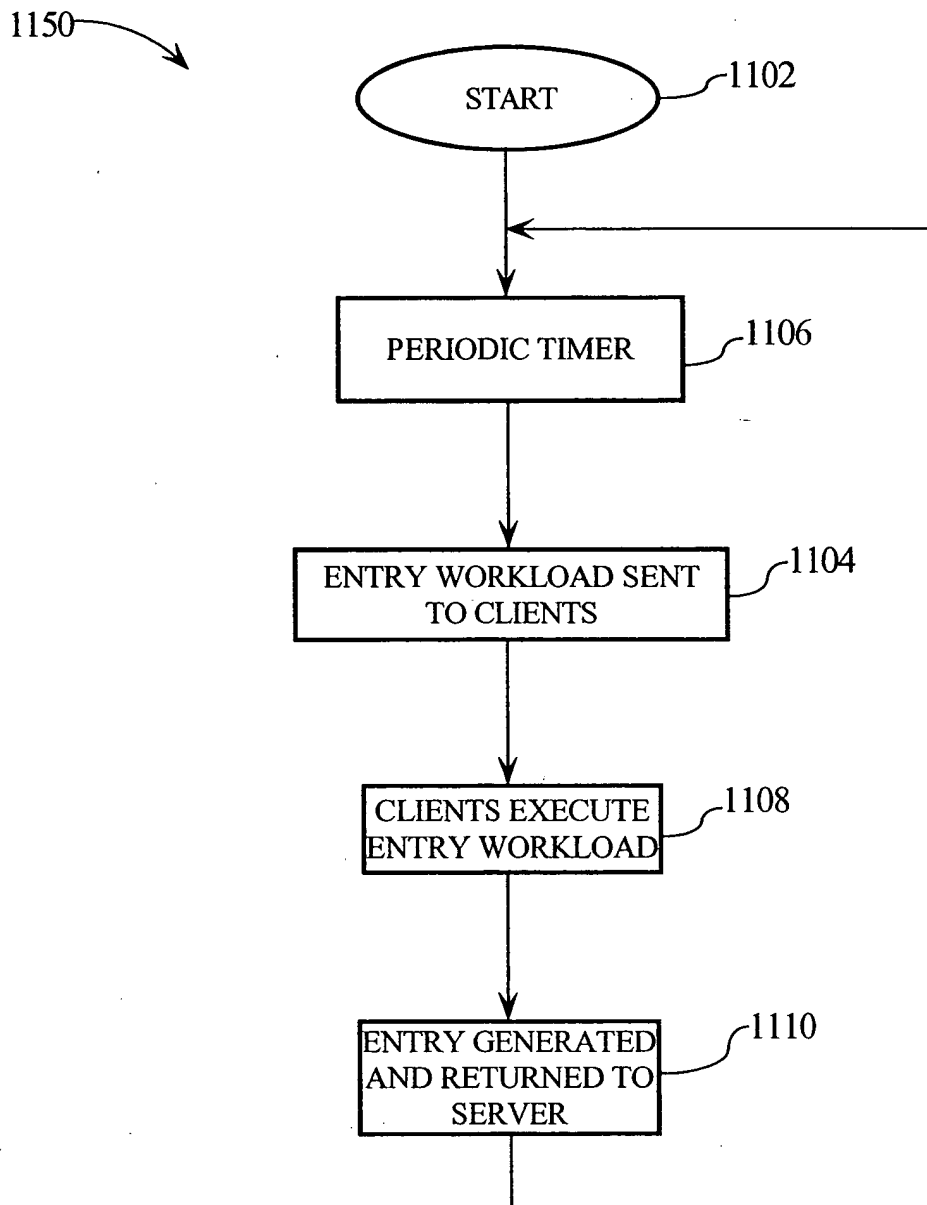 1150
START
1102
PERIODIC TIMER
1106
ENTRY WORKLOAD SENT
TO CLIENTS
1104
CLIENTS EXECUTE
ENTRY WORKLOAD
1108
ENTRY GENERATED
AND RETURNED TO
SERVER
1110